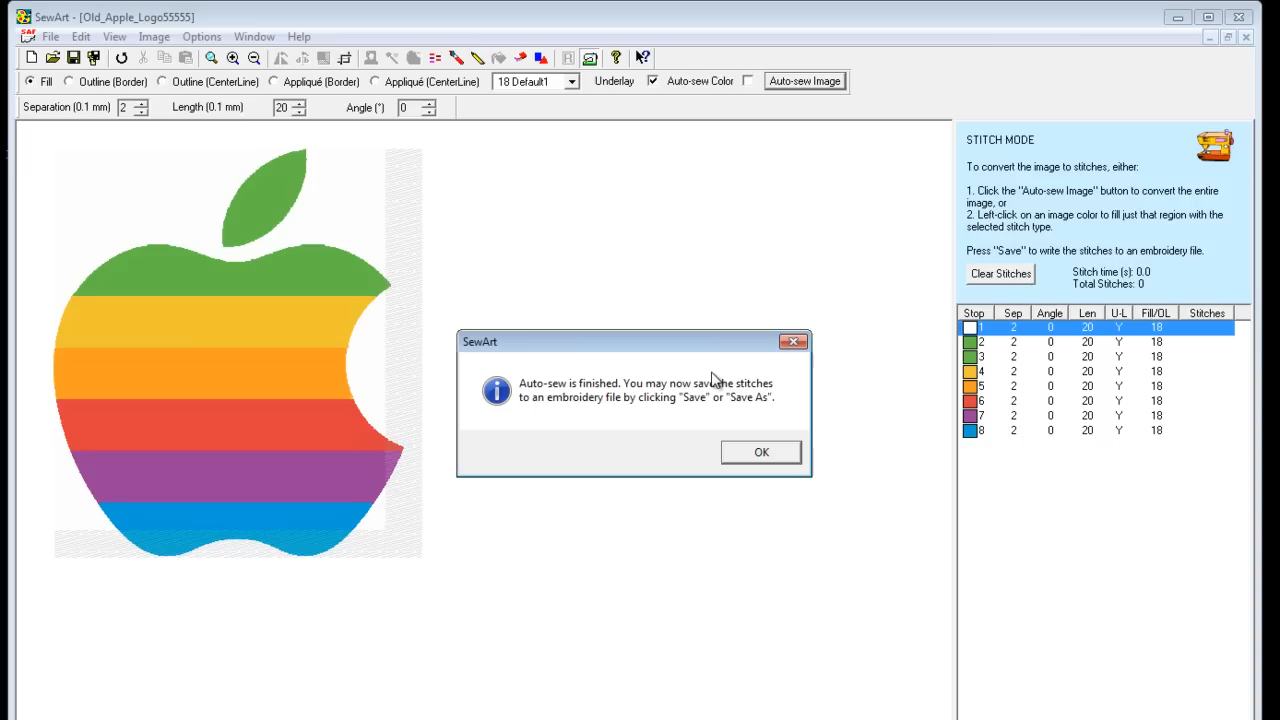 SewArt - [Old_Apple_Logo55555]
SAF File Edit View Image Options Window Help
Fill Outline (Border) Outline (CenterLine) Appliqué (Border) Appliqué (CenterLine) 18 Default1 Underlay Auto-sew Color Auto-sew Image
Separation (0.1 mm) 2 Length (0.1 mm) 20 Angle (°) 0
STITCH MODE
To convert the image to stitches, either:
1. Click the "Auto-sew Image" button to convert the entire
image, or
2. Left-click on an image color to fill just that region with the
selected stitch type.
Press "Save" to write the stitches to an embroidery file.
Clear Stitches
Stitch time (s): 0.0
Total Stitches: 0
Stop Sep Angle Len U-L Fill/OL Stitches
1 2 0 20 Y 18
2 2 0 20 Y 18
3 2 0 20 Y 18
4 2 0 20 Y 18
5 2 0 20 Y 18
6 2 0 20 Y 18
7 2 0 20 Y 18
8 2 0 20 Y 18
SewArt
Auto-sew is finished. You may now save the stitches
to an embroidery file by clicking "Save" or "Save As".
OK